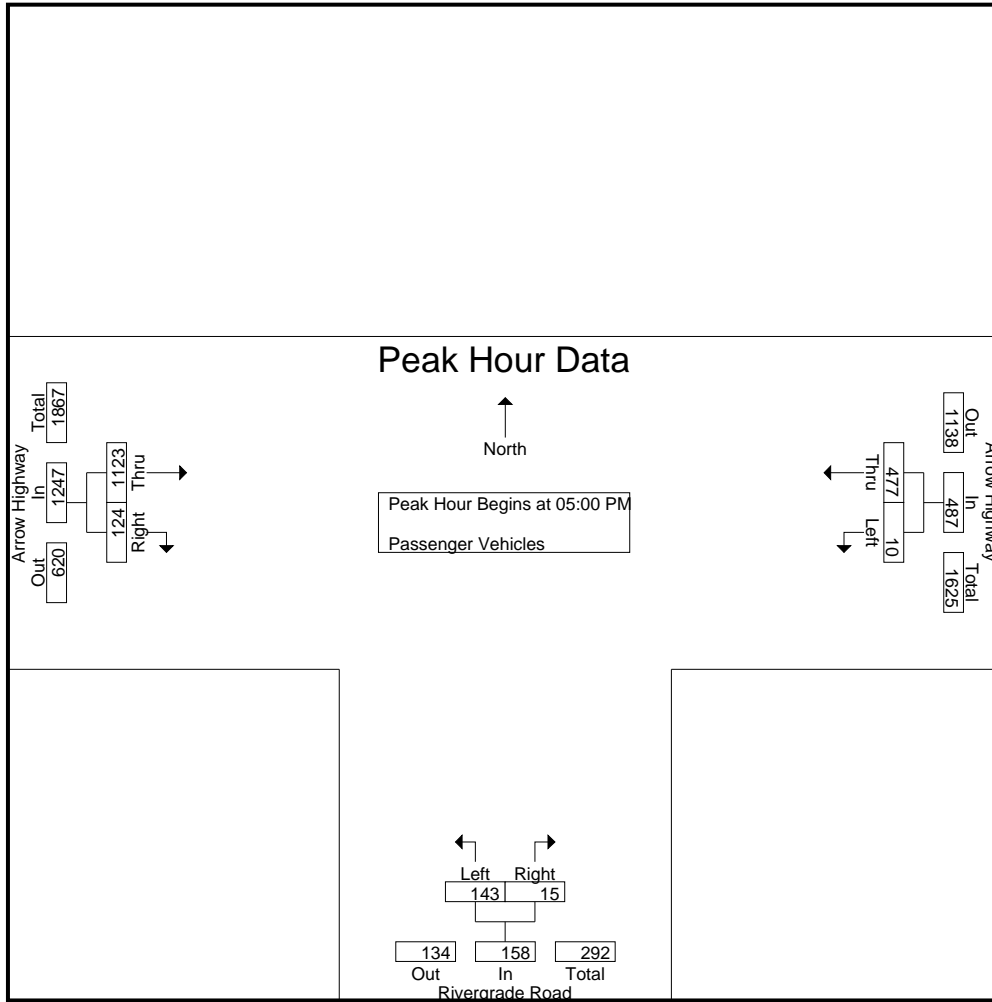 Peak Hour Data
North
Peak Hour Begins at 05:00 PM
Passenger Vehicles
Arrow Highway
Total
1867
In
1247
Out
620
1123
Thru
124
Right
Arrow Highway
Out
1138
In
487
Total
1625
477
Thru
10
Left
Left Right
143 15
134 158 292
Out In Total
Rivergrade Road